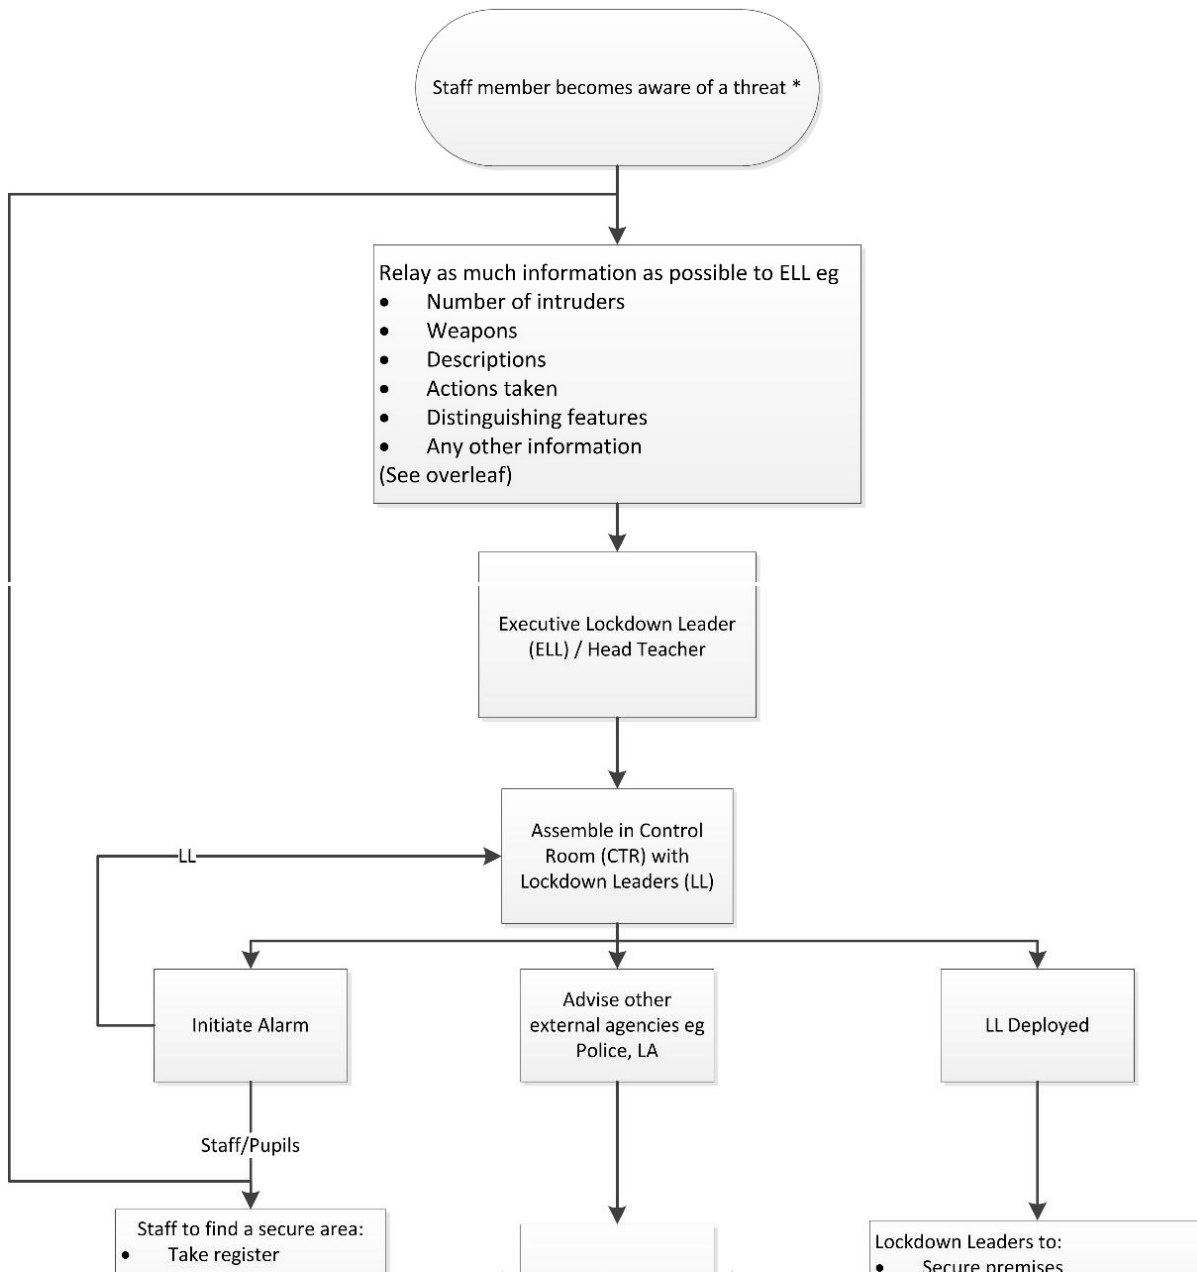 Staff member becomes aware of a threat *
Relay as much information as possible to ELL eg
• Number of intruders
• Weapons
• Descriptions
• Actions taken
• Distinguishing features
• Any other information
(See overleaf)
Executive Lockdown Leader
(ELL) / Head Teacher
Assemble in Control
Room (CTR) with
Lockdown Leaders (LL)
LL
Initiate Alarm
Advise other
external agencies eg
Police, LA
LL Deployed
Staff/Pupils
Staff to find a secure area:
• Take register
Lockdown Leaders to:
• Secure premises